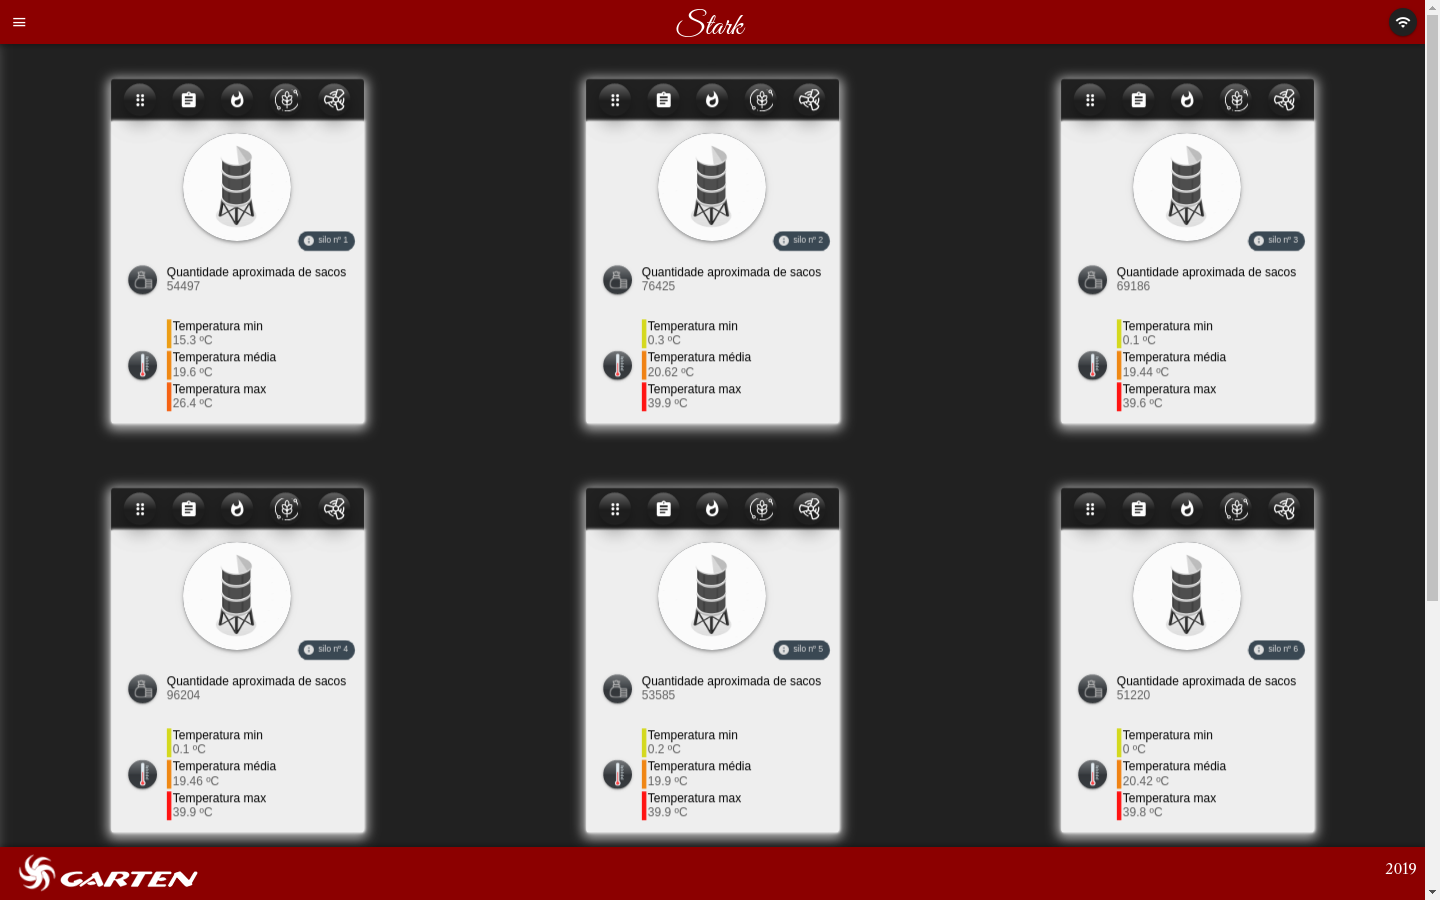 Stark
silo nº 1
Quantidade aproximada de sacos
54497
Temperatura min
15.3 ºC
Temperatura média
19.6 ºC
Temperatura max
26.4 ºC
silo nº 2
Quantidade aproximada de sacos
76425
Temperatura min
0.3 ºC
Temperatura média
20.62 ºC
Temperatura max
39.9 ºC
silo nº 3
Quantidade aproximada de sacos
69186
Temperatura min
0.1 ºC
Temperatura média
19.44 ºC
Temperatura max
39.6 ºC
silo nº 4
Quantidade aproximada de sacos
96204
Temperatura min
0.1 ºC
Temperatura média
19.46 ºC
Temperatura max
39.9 ºC
silo nº 5
Quantidade aproximada de sacos
53585
Temperatura min
0.2 ºC
Temperatura média
19.9 ºC
Temperatura max
39.9 ºC
silo nº 6
Quantidade aproximada de sacos
51220
Temperatura min
0 ºC
Temperatura média
20.42 ºC
Temperatura max
39.8 ºC
GARTEN
2019